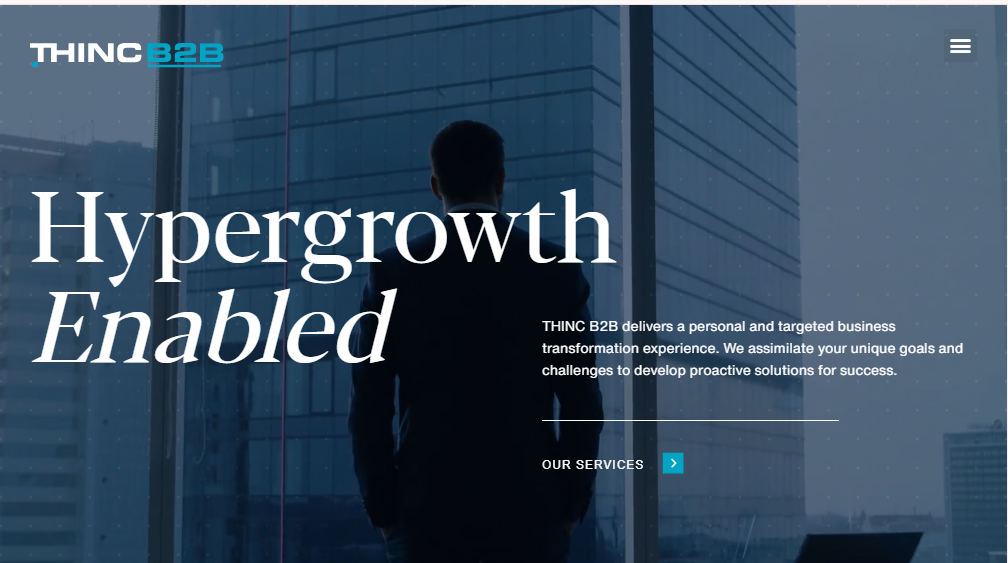 THINC B2B
Hypergrowth
Enabled
THINC B2B delivers a personal and targeted business
transformation experience. We assimilate your unique goals and
challenges to develop proactive solutions for success.
OUR SERVICES